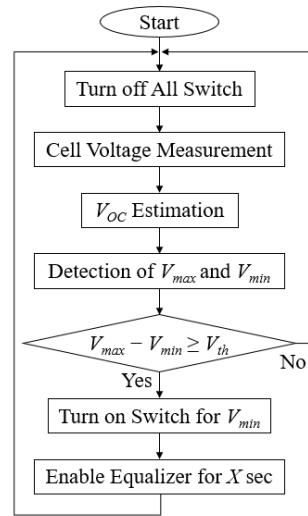 Start
Turn off All Switch
Cell Voltage Measurement
V_OC Estimation
Detection of V_max and V_min
V_max − V_min ≥ V_th
No
Yes
Turn on Switch for V_min
Enable Equalizer for X sec